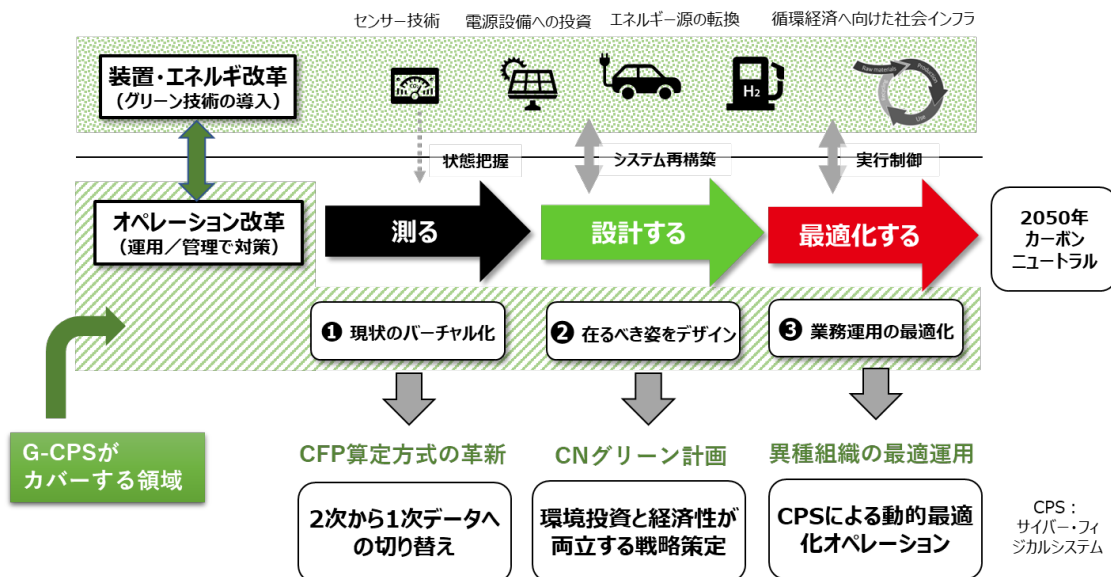 センサー技術
電源設備への投資
エネルギー源の転換
循環経済へ向けた社会インフラ
装置・エネルギ改革
(グリーン技術の導入)
CO₂
H₂
Raw materials
Production
Use
状態把握
システム再構築
実行制御
オペレーション改革
(運用／管理で対策)
測る
設計する
最適化する
2050年
カーボン
ニュートラル
❶ 現状のバーチャル化
❷ 在るべき姿をデザイン
❸ 業務運用の最適化
G-CPSが
カバーする領域
CFP算定方式の革新
CNグリーン計画
異種組織の最適運用
2次から1次データへ
の切り替え
環境投資と経済性が
両立する戦略策定
CPSによる動的最適
化オペレーション
CPS：
サイバー・フィ
ジカルシステム